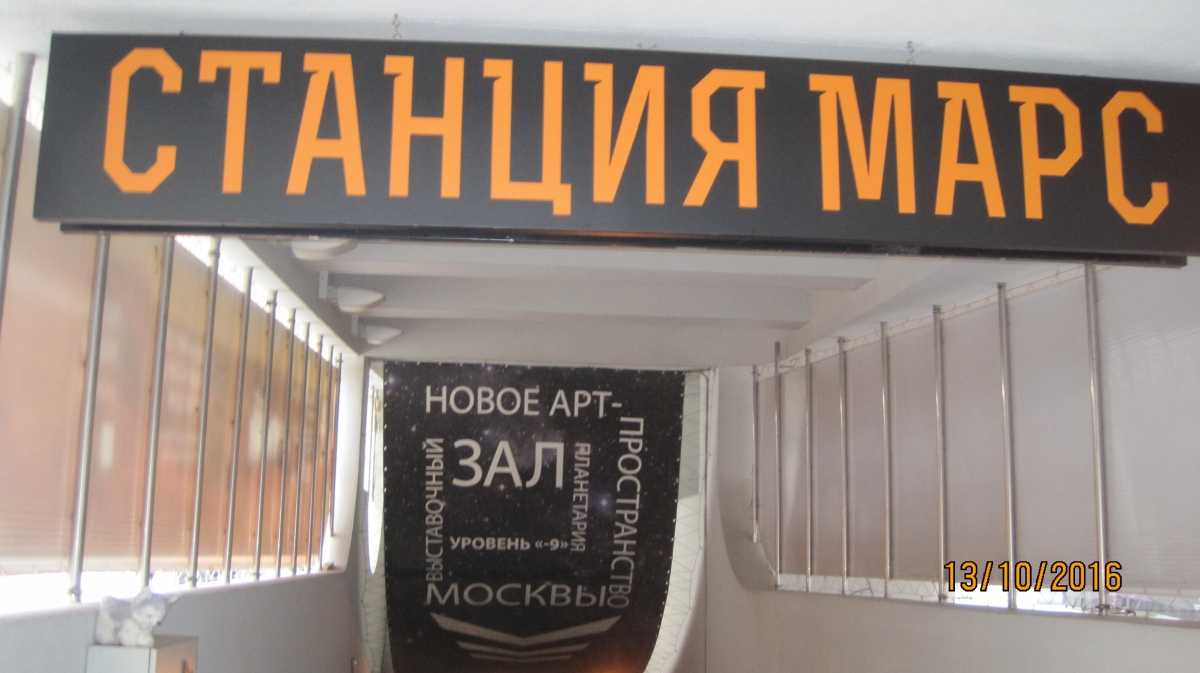 СТАНЦИЯ МАРС
НОВОЕ АРТ-
ПРОСТРАНСТВО
ВЫСТАВОЧНЫЙ
ЗАЛ
ПЛАНЕТАРИЯ
УРОВЕНЬ «-9»
МОСКВЫ
13/10/2016